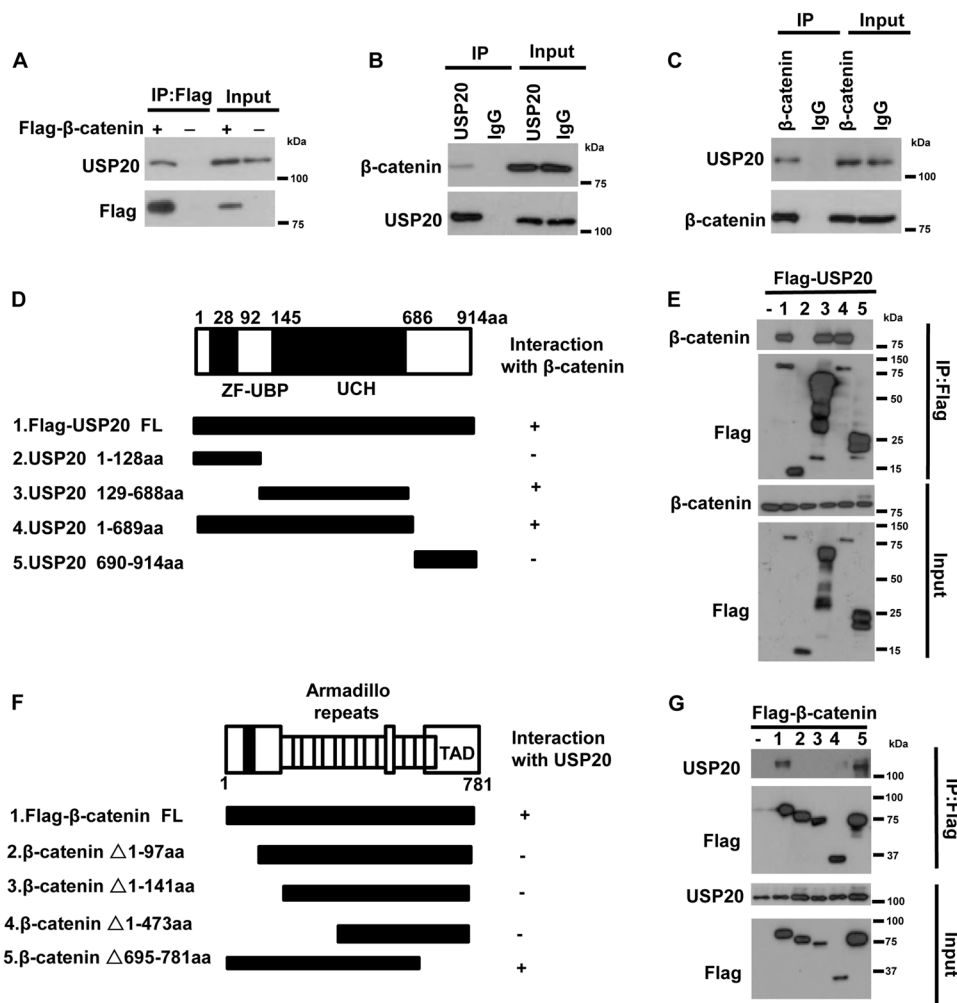 A
IP:Flag Input
Flag-β-catenin + – + –
kDa
USP20
100
Flag
75
B
IP Input
USP20 IgG USP20 IgG
kDa
β-catenin
75
USP20
100
C
IP Input
β-catenin IgG β-catenin IgG
kDa
USP20
100
β-catenin
75
D
1 28 92 145 686 914aa
ZF-UBP UCH
Interaction
with β-catenin
1.Flag-USP20 FL +
2.USP20 1-128aa -
3.USP20 129-688aa +
4.USP20 1-689aa +
5.USP20 690-914aa -
E
Flag-USP20
- 1 2 3 4 5
kDa
β-catenin
75
150
75
50
Flag
25
15
IP:Flag
β-catenin
75
150
75
50
Flag
25
15
Input
F
Armadillo
repeats
TAD
1 781
Interaction
with USP20
1.Flag-β-catenin FL +
2.β-catenin △1-97aa -
3.β-catenin △1-141aa -
4.β-catenin △1-473aa -
5.β-catenin △695-781aa +
G
Flag-β-catenin
- 1 2 3 4 5
kDa
USP20
100
100
75
Flag
37
IP:Flag
USP20
100
100
75
Flag
37
Input